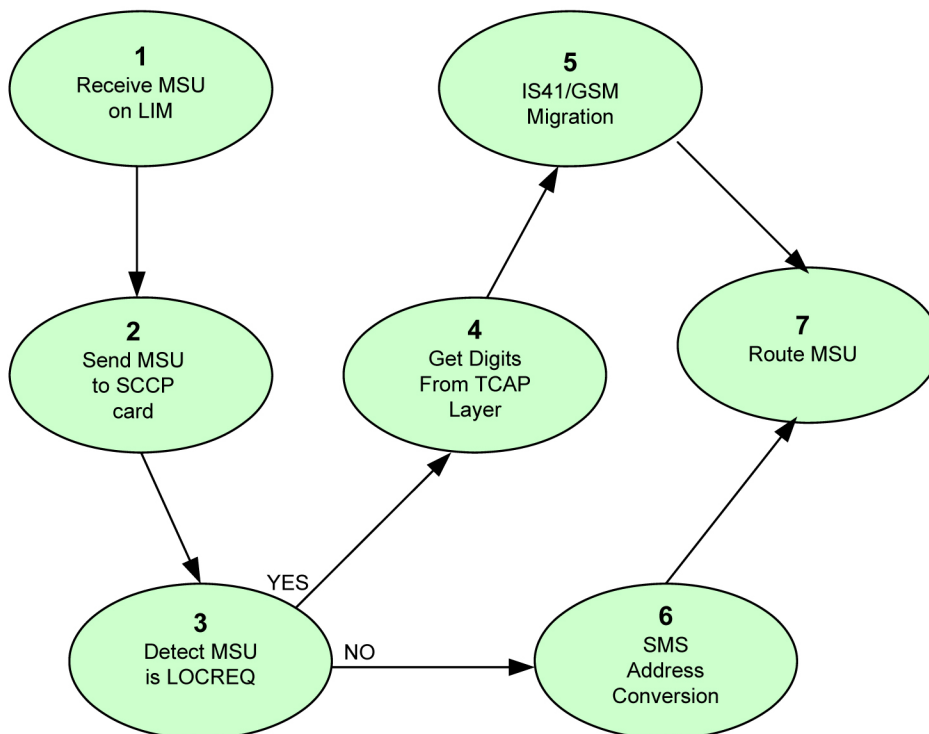 1
Receive MSU
on LIM
2
Send MSU
to SCCP
card
3
Detect MSU
is LOCREQ
YES
NO
4
Get Digits
From TCAP
Layer
5
IS41/GSM
Migration
6
SMS
Address
Conversion
7
Route MSU